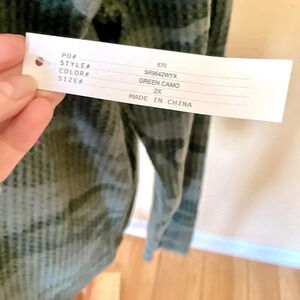 PO# 870
STYLE# SR9642WYX
COLOR# GREEN CAMO
SIZE# 2X
MADE IN CHINA